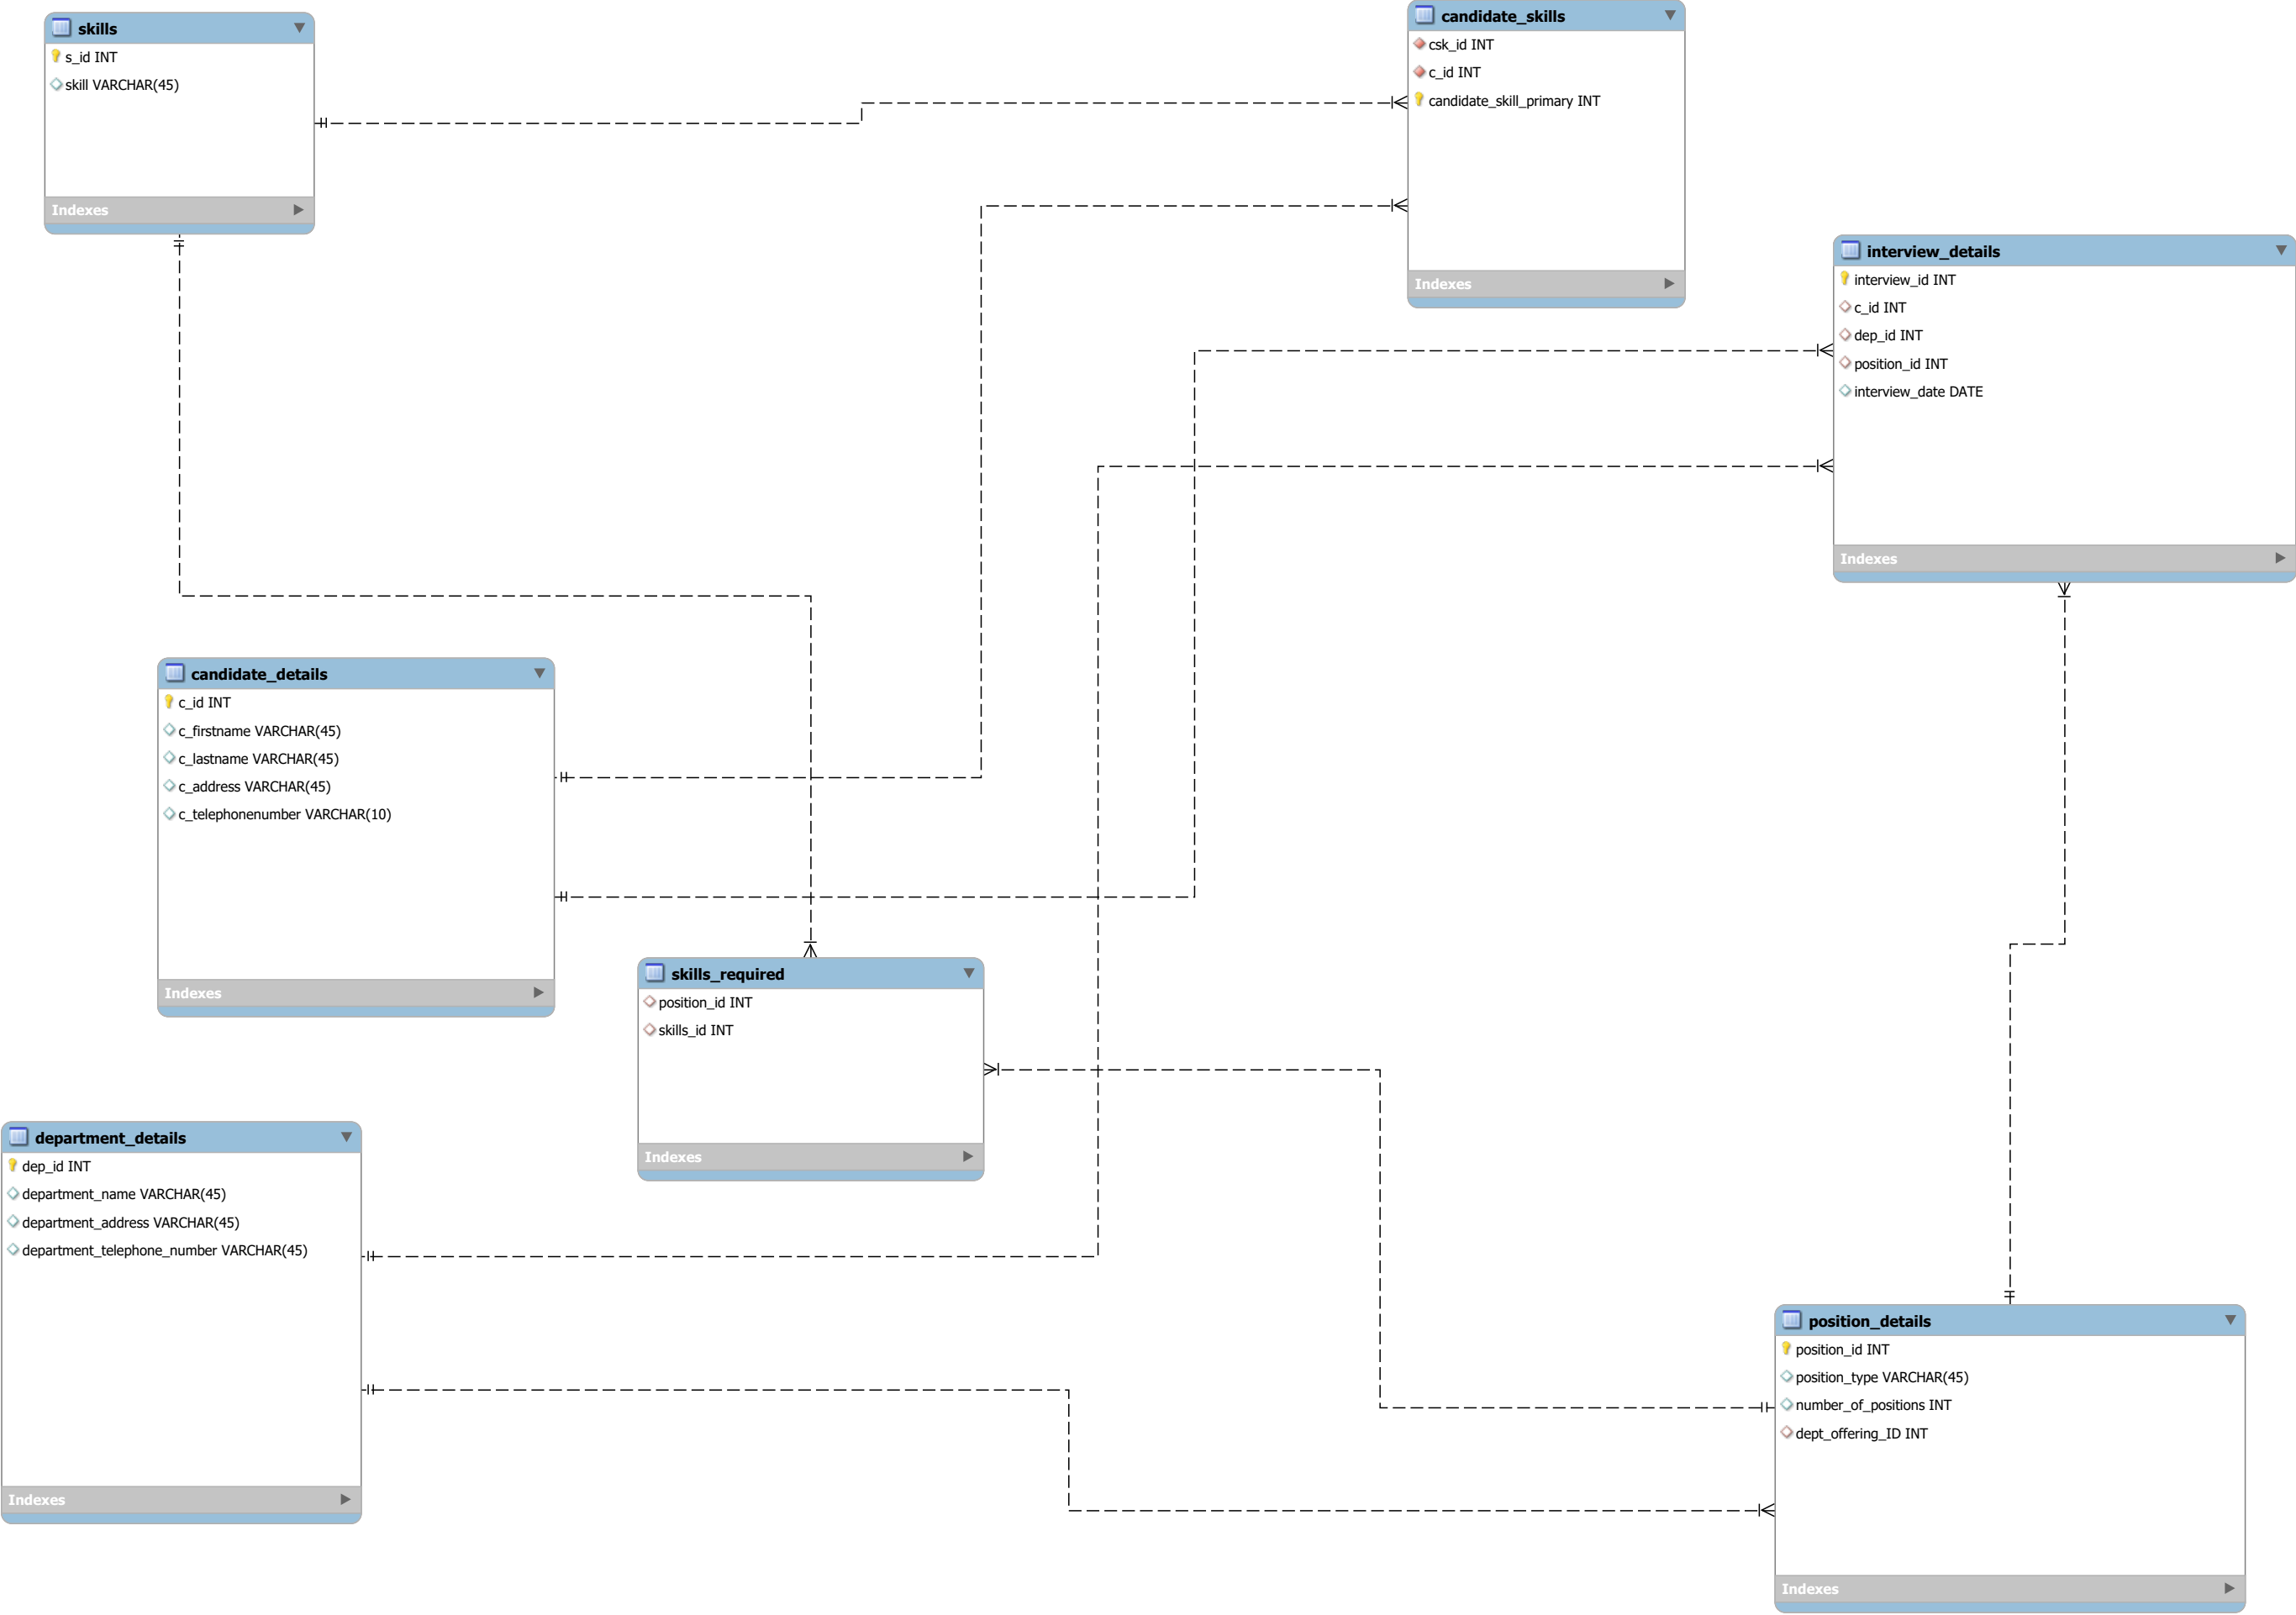 skills
s_id INT
skill VARCHAR(45)
Indexes
candidate_skills
csk_id INT
c_id INT
candidate_skill_primary INT
Indexes
interview_details
interview_id INT
c_id INT
dep_id INT
position_id INT
interview_date DATE
Indexes
candidate_details
c_id INT
c_firstname VARCHAR(45)
c_lastname VARCHAR(45)
c_address VARCHAR(45)
c_telephonenumber VARCHAR(10)
Indexes
skills_required
position_id INT
skills_id INT
Indexes
department_details
dep_id INT
department_name VARCHAR(45)
department_address VARCHAR(45)
department_telephone_number VARCHAR(45)
Indexes
position_details
position_id INT
position_type VARCHAR(45)
number_of_positions INT
dept_offering_ID INT
Indexes